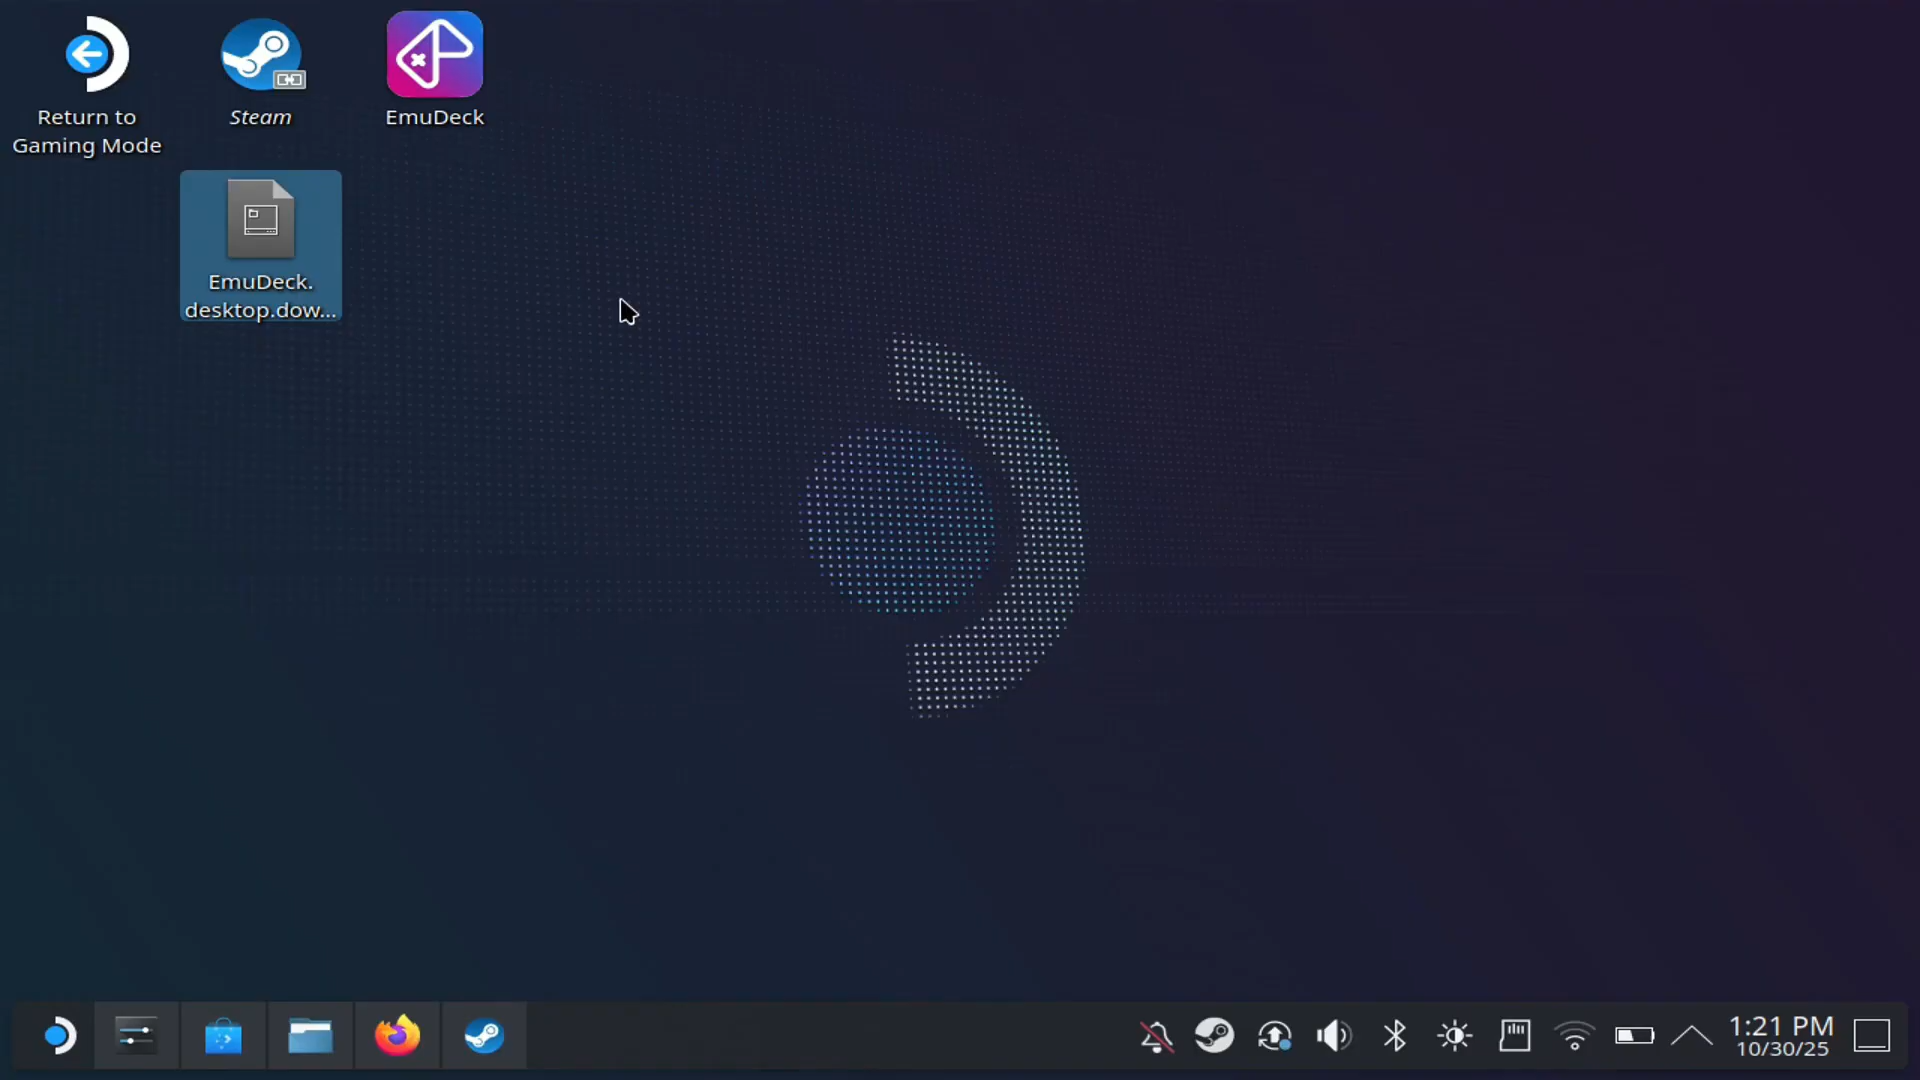 Return to
Gaming Mode
Steam
EmuDeck
EmuDeck.
desktop.dow...
1:21 PM
10/30/25